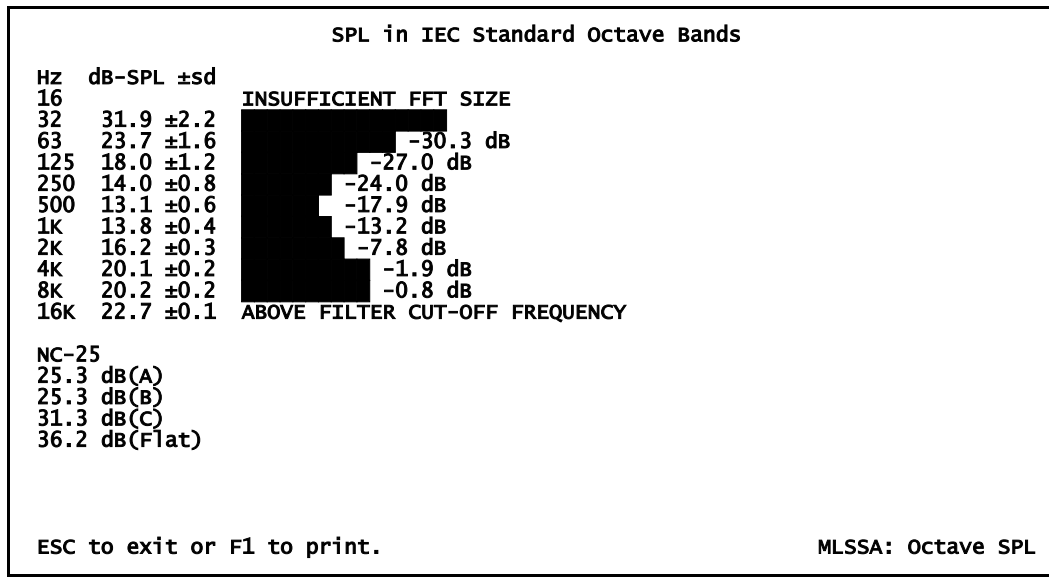 SPL in IEC Standard Octave Bands
Hz dB-SPL ±sd
16 INSUFFICIENT FFT SIZE
32 31.9 ±2.2
63 23.7 ±1.6 -30.3 dB
125 18.0 ±1.2 -27.0 dB
250 14.0 ±0.8 -24.0 dB
500 13.1 ±0.6 -17.9 dB
1K 13.8 ±0.4 -13.2 dB
2K 16.2 ±0.3 -7.8 dB
4K 20.1 ±0.2 -1.9 dB
8K 20.2 ±0.2 -0.8 dB
16K 22.7 ±0.1 ABOVE FILTER CUT-OFF FREQUENCY
NC-25
25.3 dB(A)
25.3 dB(B)
31.3 dB(C)
36.2 dB(Flat)
ESC to exit or F1 to print. MLSSA: Octave SPL